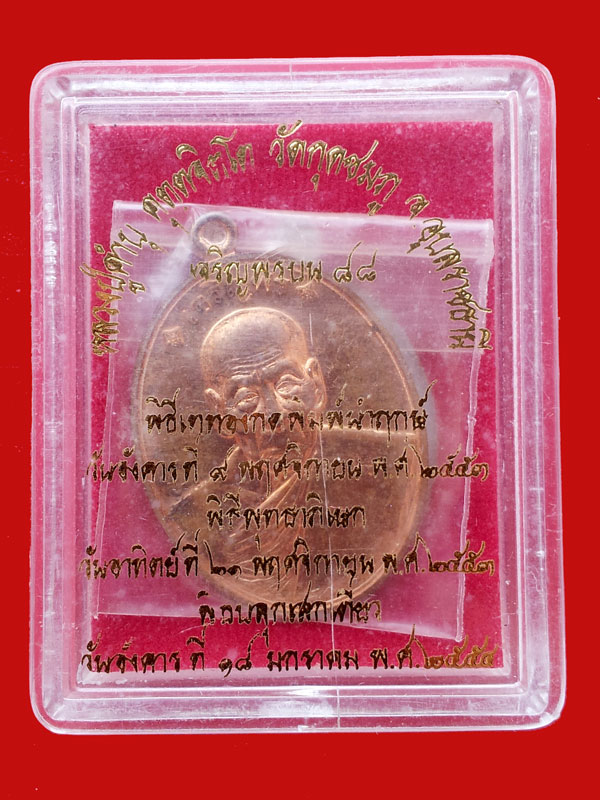 หลวงปู่คำบุ คุตตจิตฺโต วัดกุดชมภู จ.อุบลราชธานี
เจริญพรบน ๘๘
พิธีเททองกดพิมพ์นำฤกษ์
วันอังคารที่ ๙ พฤศจิกายน พ.ศ.๒๕๕๓
พิธีพุทธาภิเษก
วันอาทิตย์ที่ ๒๑ พฤศจิกายน พ.ศ.๒๕๕๓
พิธีปลุกเสกเดี่ยว
วันอังคารที่ ๑๘ มกราคม พ.ศ.๒๕๕๔